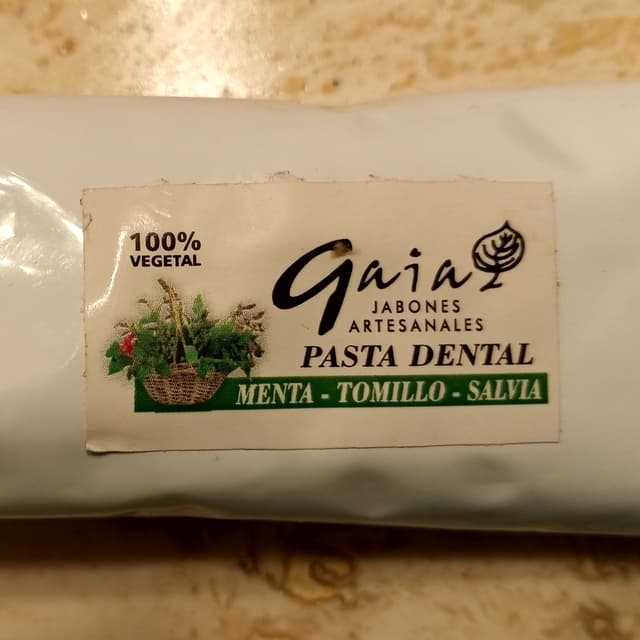 100%
VEGETAL
gaia
JABONES
ARTESANALES
PASTA DENTAL
MENTA - TOMILLO - SALVIA